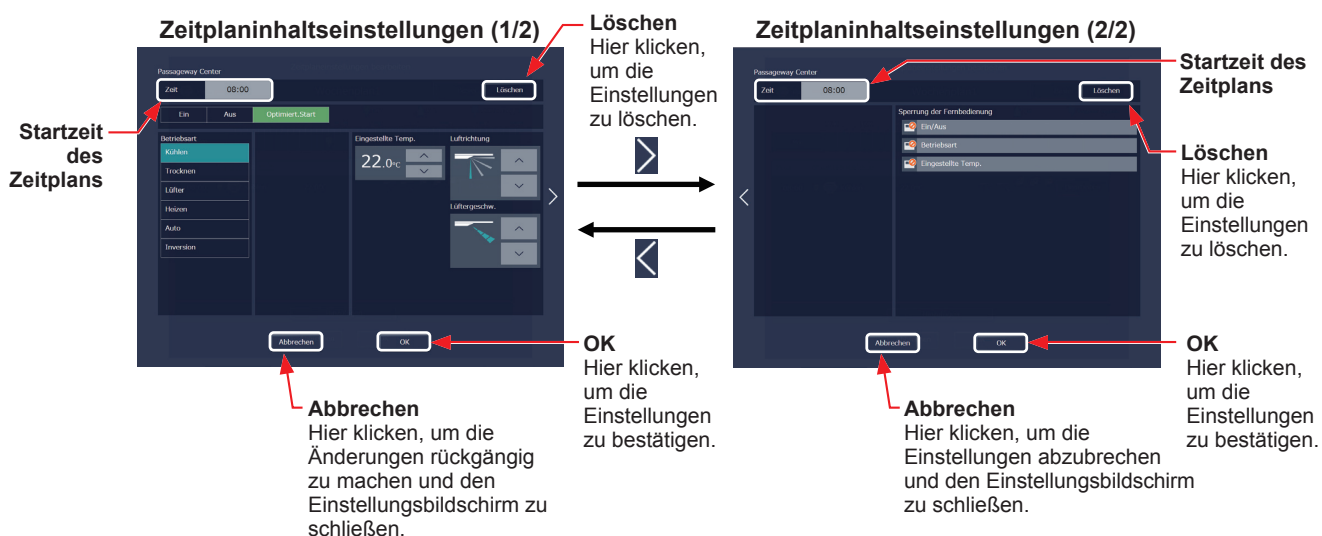 Zeitplaninhaltseinstellungen (1/2)
Löschen
Hier klicken,
um die
Einstellungen
zu löschen.
Startzeit
des
Zeitplans
Passageway Center
Zeit 08:00 Löschen
Ein Aus Optimiert.Start
Betriebsart
Kühlen
Trocknen
Lüfter
Heizen
Auto
Inversion
Eingestellte Temp.
22.0°C
Luftrichtung
Lüftergeschw.
Abbrechen OK
OK
Hier klicken,
um die
Einstellungen
zu bestätigen.
Abbrechen
Hier klicken, um die
Änderungen rückgängig
zu machen und den
Einstellungsbildschirm zu
schließen.
Zeitplaninhaltseinstellungen (2/2)
Startzeit des
Zeitplans
Passageway Center
Zeit 08:00 Löschen
Sperrung der Fernbedienung
Ein/Aus
Betriebsart
Eingestellte Temp.
Löschen
Hier klicken,
um die
Einstellungen
zu löschen.
Abbrechen OK
OK
Hier klicken,
um die
Einstellungen
zu bestätigen.
Abbrechen
Hier klicken, um die
Einstellungen abzubrechen
und den Einstellungsbildschirm
zu schließen.